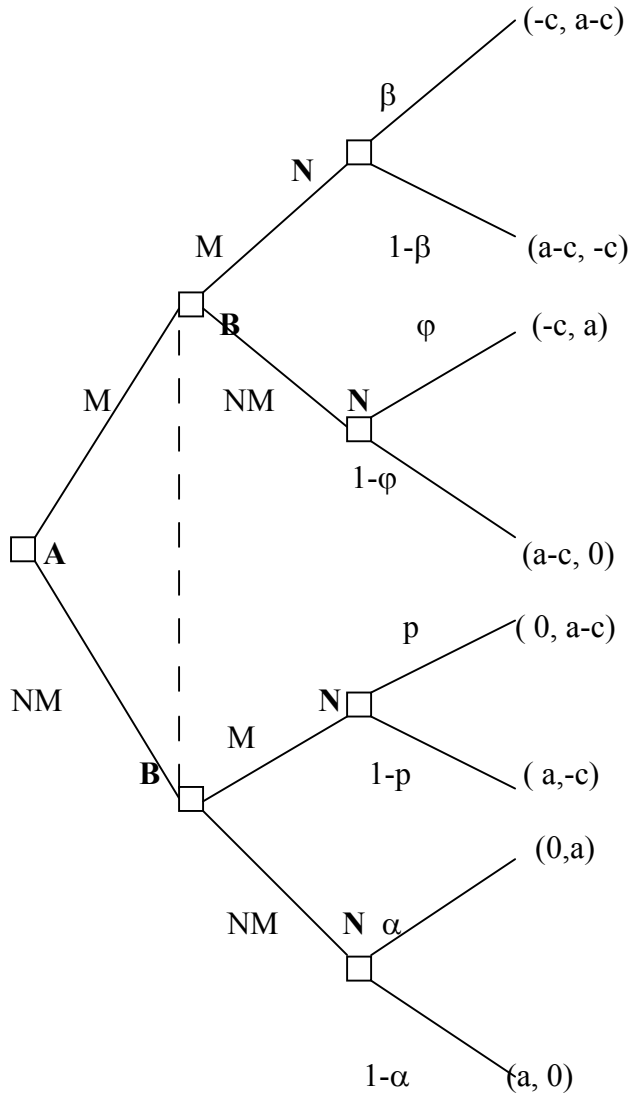 (-c, a-c)
β
N
M
1-β
(a-c, -c)
φ
(-c, a)
B
M
NM
N
1-φ
A
(a-c, 0)
p
( 0, a-c)
NM
N
M
B
1-p
( a,-c)
(0,a)
NM
N
α
1-α
(a, 0)